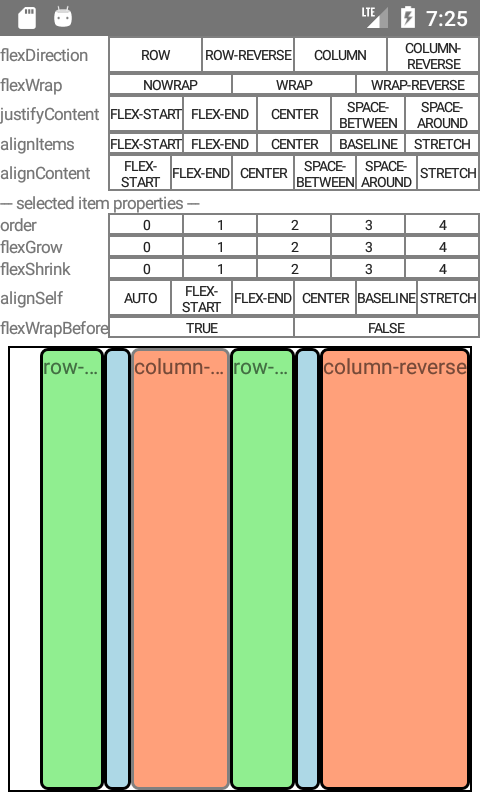 LTE 7:25
flexDirection ROW ROW-REVERSE COLUMN COLUMN-
REVERSE
flexWrap NOWRAP WRAP WRAP-REVERSE
justifyContent FLEX-START FLEX-END CENTER SPACE-
BETWEEN SPACE-
AROUND
alignItems FLEX-START FLEX-END CENTER BASELINE STRETCH
alignContent FLEX-
START FLEX-END CENTER SPACE-
BETWEEN SPACE-
AROUND STRETCH
--- selected item properties ---
order 0 1 2 3 4
flexGrow 0 1 2 3 4
flexShrink 0 1 2 3 4
alignSelf AUTO FLEX-
START FLEX-END CENTER BASELINE STRETCH
flexWrapBefore TRUE FALSE
row-... column-... row-... column-reverse